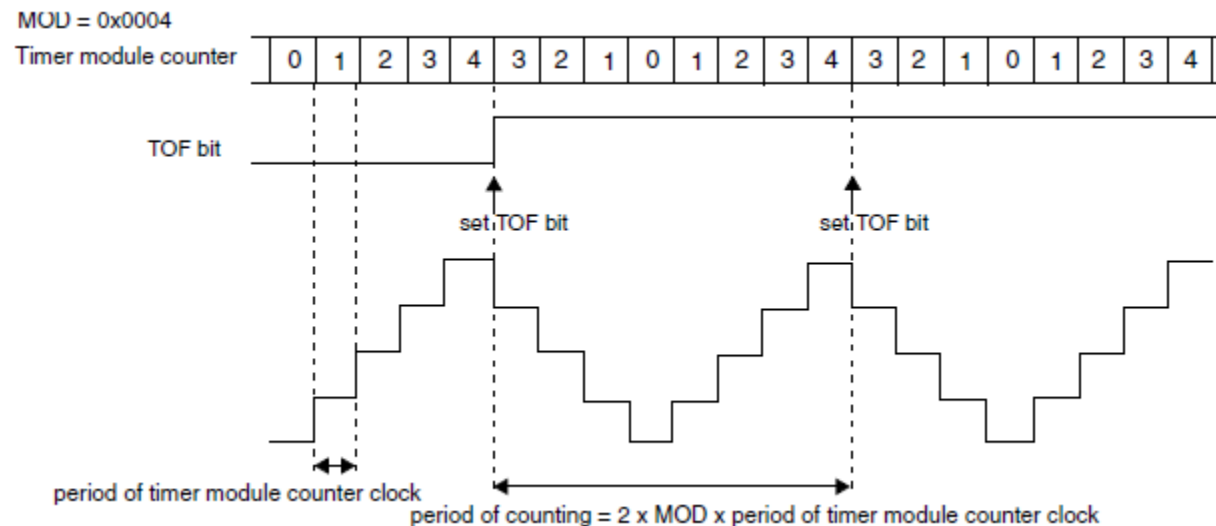 MOD = 0x0004
Timer module counter 0 1 2 3 4 3 2 1 0 1 2 3 4 3 2 1 0 1 2 3 4
TOF bit
set TOF bit set TOF bit
period of timer module counter clock
period of counting = 2 x MOD x period of timer module counter clock